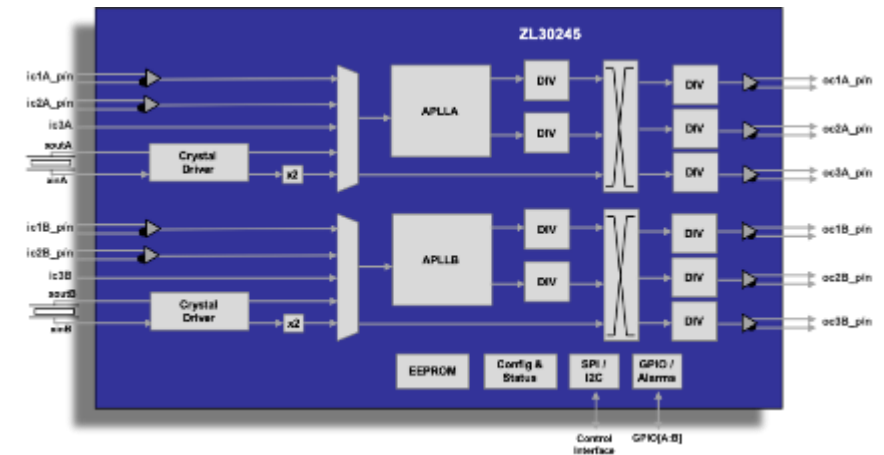 ZL30245
ic1A_pin
ic2A_pin
ic3A
xoutA
xinA
Crystal
Driver
x2
APLLA
DIV
DIV
DIV
DIV
DIV
oc1A_pin
oc2A_pin
oc3A_pin
ic1B_pin
ic2B_pin
ic3B
xoutB
xinB
Crystal
Driver
x2
APLLB
DIV
DIV
DIV
DIV
DIV
oc1B_pin
oc2B_pin
oc3B_pin
EEPROM
Config &
Status
SPI /
I2C
GPIO /
Alarms
Control
Interface
GPIO[A:B]